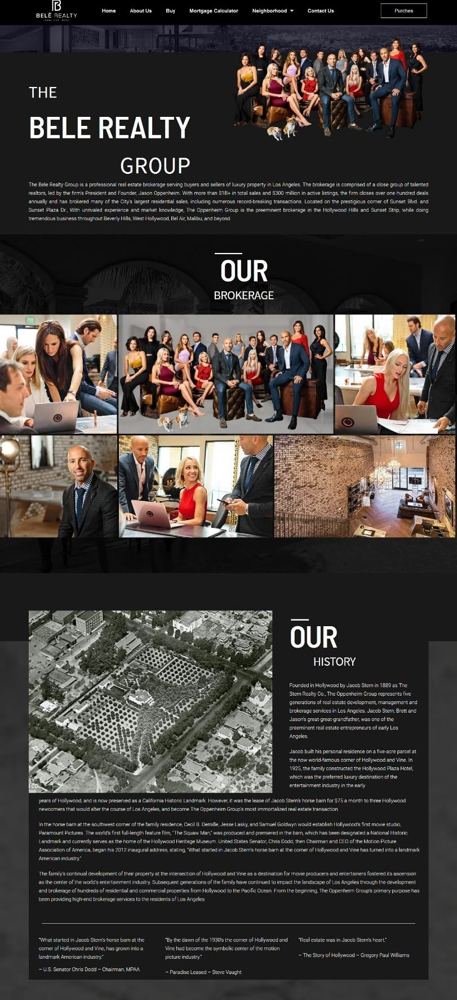 BELÉ REALTY
Home About Us Buy Mortgage Calculator Neighborhood Contact Us Purches
THE
BELE REALTY
GROUP
The Bele Realty Group is a professional real estate brokerage serving buyers and sellers of luxury property in Los Angeles. The brokerage is comprised of a close group of talented
realtors, led by the firm's President and Founder, Jason Oppenheim. With more than $1B+ in total sales and $300 million in active listings, the firm closes over one hundred deals
annually and has brokered many of the City's largest residential sales, including numerous record-breaking transactions. Located on the prestigious corner of Sunset Blvd. and
Sunset Plaza Dr., With unrivaled experience and market knowledge, The Oppenheim Group is the preeminent brokerage in the Hollywood Hills and Sunset Strip, while doing
tremendous business throughout Beverly Hills, West Hollywood, Bel Air, Malibu, and beyond.
OUR
BROKERAGE
OUR
HISTORY
Founded in Hollywood by Jacob Stern in 1889 as The
Stern Realty Co., The Oppenheim Group represents five
generations of real estate development, management and
brokerage services in Los Angeles. Jacob Stern, Brett and
Jason's great-great-grandfather, was one of the
preeminent real estate entrepreneurs of early Los
Angeles.
Jacob built his personal residence on a five-acre parcel at
the now world-famous corner of Hollywood and Vine. In
1925, the family constructed the Hollywood Plaza Hotel,
which was the preferred luxury destination of the
entertainment industry in the early
years of Hollywood, and is now preserved as a California Historic Landmark. However, it was the lease of Jacob Stern's horse barn for $75 a month to three Hollywood
newcomers that would alter the course of Los Angeles, and become The Oppenheim Group's most immortalized real estate transaction.
In the horse barn at the southwest corner of the family residence, Cecil B. Demille, Jesse Lasky, and Samuel Goldwyn would establish Hollywood's first movie studio,
Paramount Pictures. The world's first full-length feature film, "The Squaw Man," was produced and premiered in the barn, which has been designated a National Historic
Landmark and currently serves as the home of the Hollywood Heritage Museum. United States Senator, Chris Dodd, then Chairman and CEO of the Motion Picture
Association of America, began his 2012 inaugural address, stating, "What started in Jacob Stern's horse barn at the corner of Hollywood and Vine has turned into a landmark
American industry."
The family's continual development of their property at the intersection of Hollywood and Vine as a destination for movie producers and entertainers fostered its ascension
as the center of the world's entertainment industry. Subsequent generations of the family have continued to impact the landscape of Los Angeles through the development
and brokerage of hundreds of residential and commercial properties from Hollywood to the Pacific Ocean. From the beginning, The Oppenheim Group's primary purpose has
been providing high-end brokerage services to the residents of Los Angeles.
"What started in Jacob Stern's horse barn at the
corner of Hollywood and Vine, has grown into a
landmark American industry."
– U.S. Senator Chris Dodd – Chairman, MPAA
"By the dawn of the 1930's the corner of Hollywood and
Vine had become the symbolic center of the motion
picture industry."
– Paradise Leased – Steve Vaught
"Real estate was in Jacob Stern's heart."
– The Story of Hollywood – Gregory Paul Williams